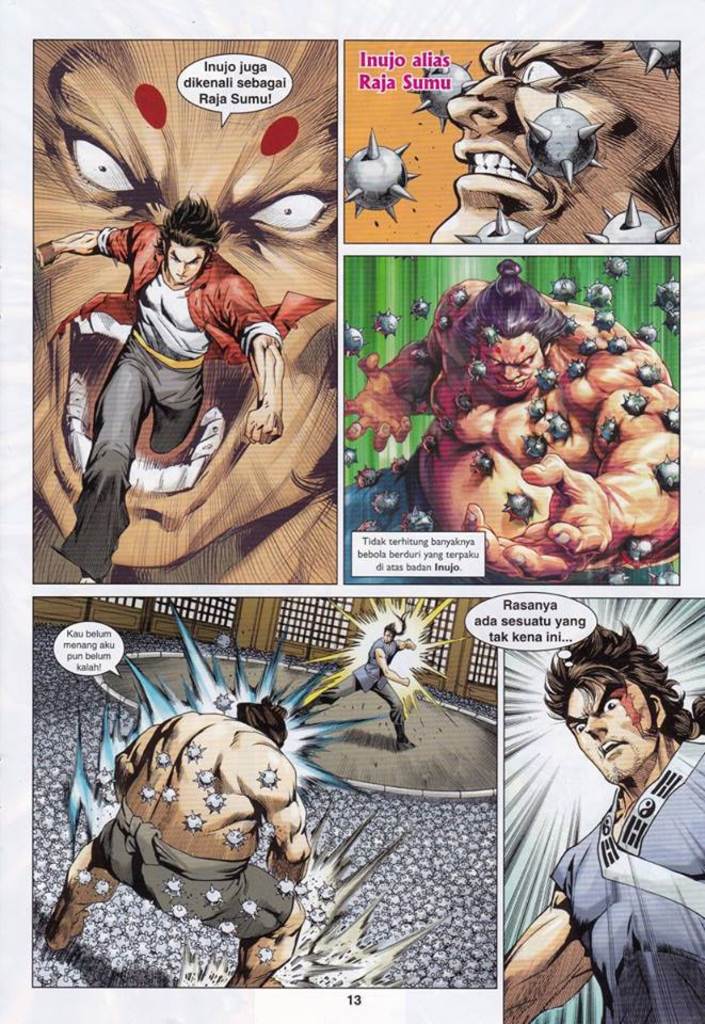 Inujo juga
dikenali sebagai
Raja Sumu!
Inujo alias
Raja Sumu
Tidak terhitung banyaknya
bebola berduri yang terpaku
di atas badan Inujo.
Kau belum
menang aku
pun belum
kalah!
Rasanya
ada sesuatu yang
tak kena ini...
13